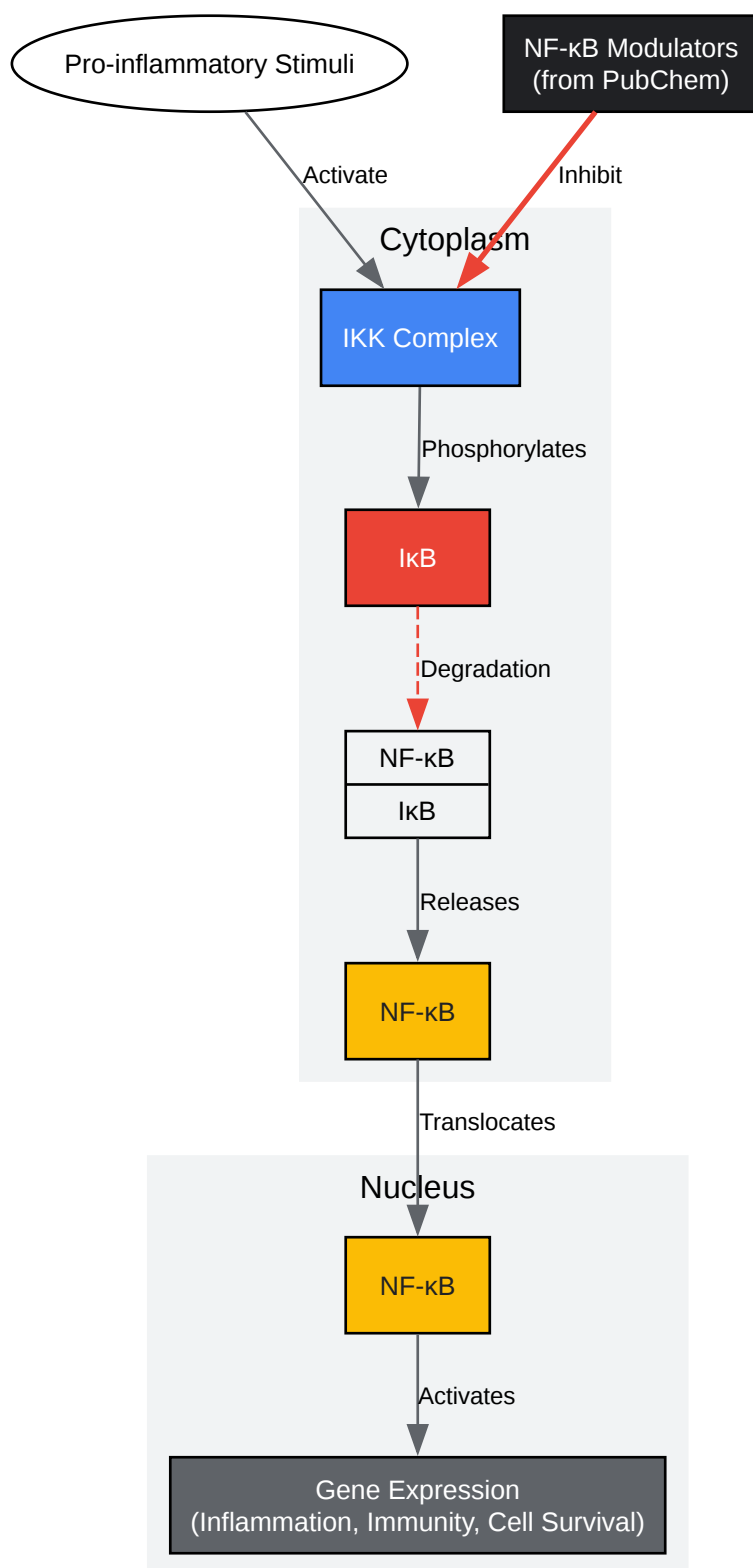 Pro-inflammatory Stimuli
NF-κB Modulators
(from PubChem)
Activate
Inhibit
Cytoplasm
IKK Complex
Phosphorylates
IκB
Degradation
NF-κB
IκB
Releases
NF-κB
Translocates
Nucleus
NF-κB
Activates
Gene Expression
(Inflammation, Immunity, Cell Survival)